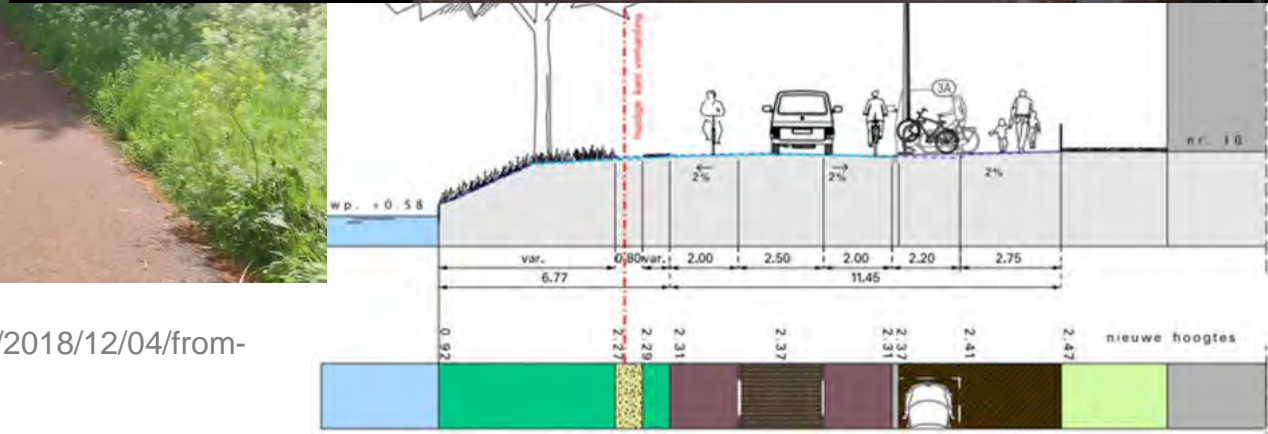 3A
nr. 10
wp. +0.58
2%
2%
2%
var.
0.80
var.
2.00
2.50
2.00
2.20
2.75
6.77
11.45
/2018/12/04/from-
0.92
2.27
2.29
2.31
2.37
2.31
2.37
2.41
2.47
nieuwe hoogtes